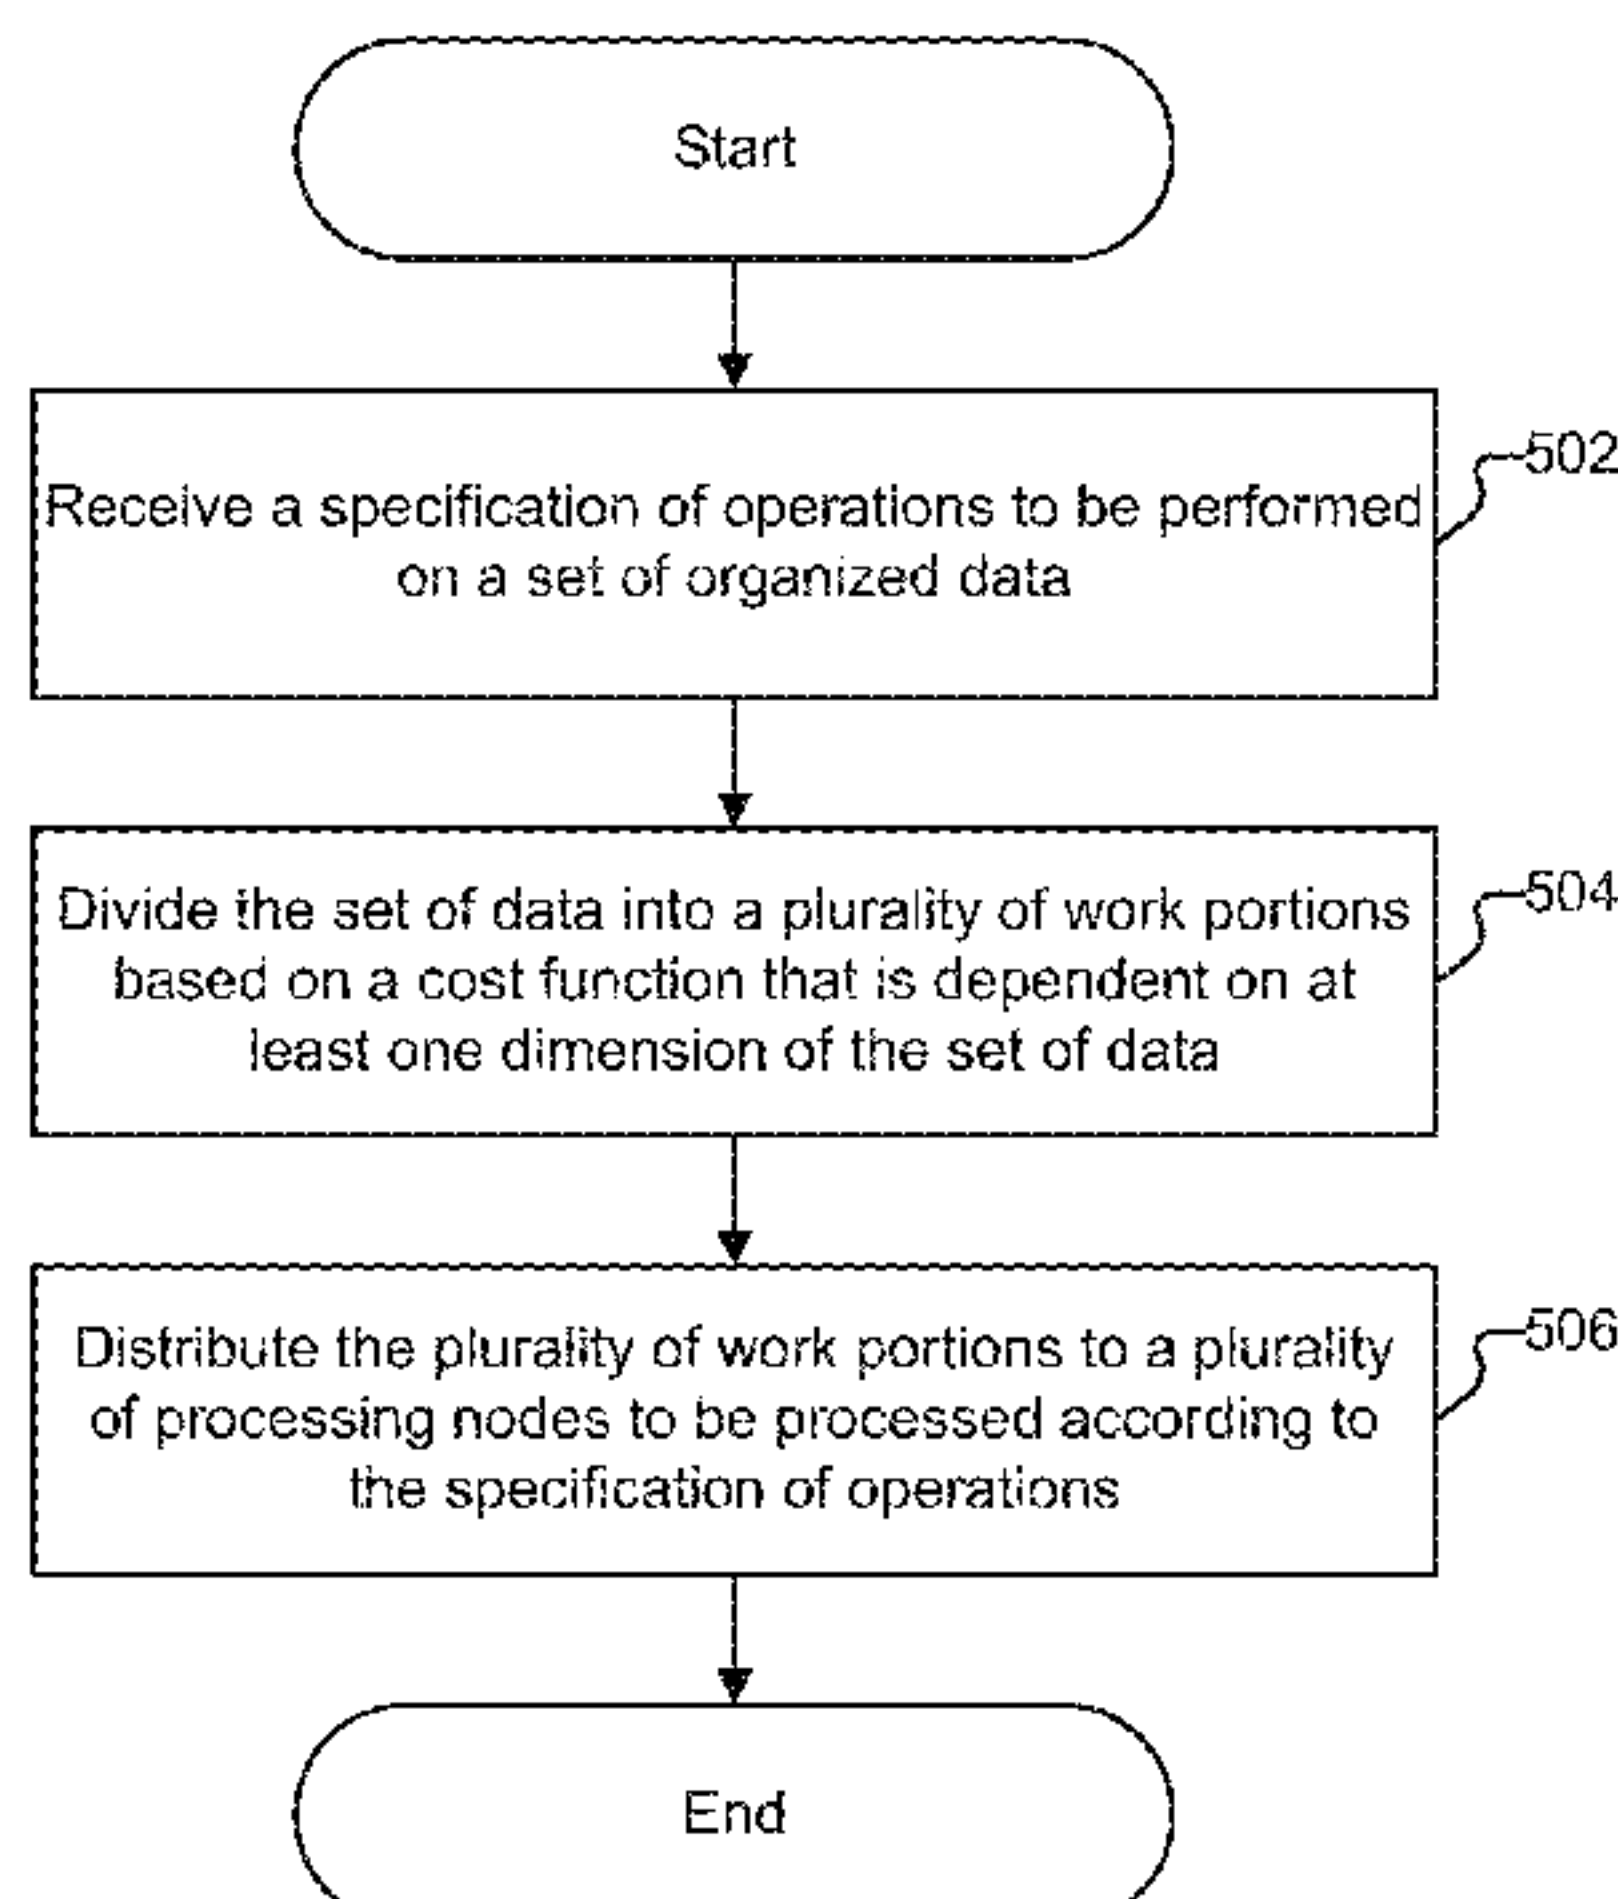 Start
Receive a specification of operations to be performed
on a set of organized data
502
Divide the set of data into a plurality of work portions
based on a cost function that is dependent on at
least one dimension of the set of data
504
Distribute the plurality of work portions to a plurality
of processing nodes to be processed according to
the specification of operations
506
End